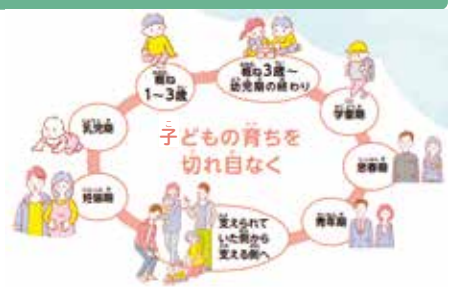 子どもの育ちを
切れ目なく
妊娠期
乳児期
概ね
1～3歳
概ね3歳～
幼児期の終わり
学童期
思春期
青年期
支えられて
いた側から
支える側へ